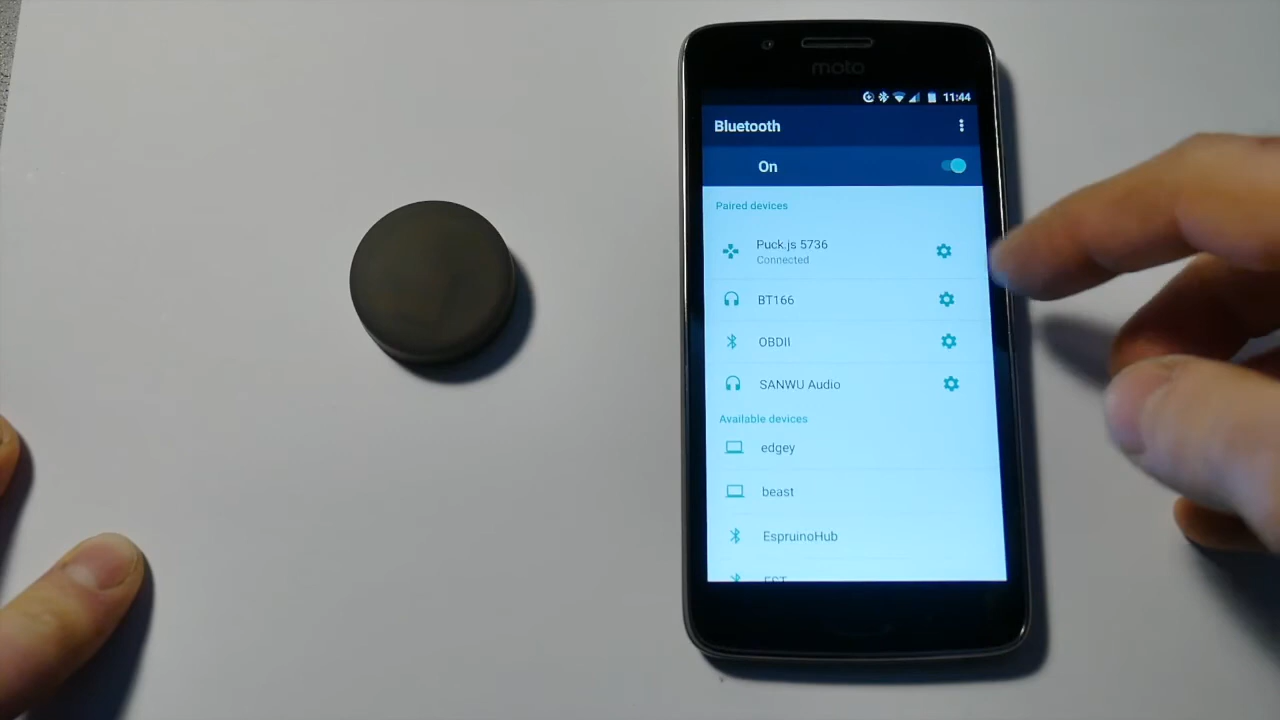 moto
11:44
Bluetooth
On
Paired devices
Puck.js 5736
Connected
BT166
OBDII
SANWU Audio
Available devices
edgey
beast
EspruinoHub